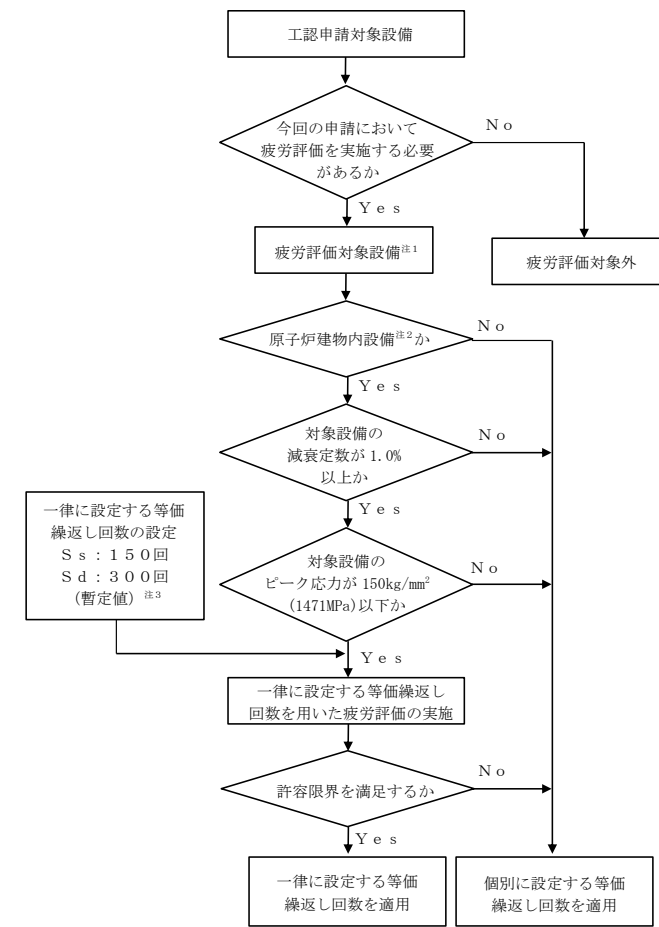 工認申請対象設備
今回の申請において
疲労評価を実施する必要
があるか
No
Yes
疲労評価対象設備注1
疲労評価対象外
原子炉建物内設備注2か
No
Yes
対象設備の
減衰定数が 1.0%
以上か
No
Yes
一律に設定する等価
繰返し回数の設定
Ss:150回
Sd:300回
(暫定値) 注3
対象設備の
ピーク応力が 150kg/mm²
(1471MPa)以下か
No
Yes
一律に設定する等価繰返し
回数を用いた疲労評価の実施
許容限界を満足するか
No
Yes
一律に設定する等価
繰返し回数を適用
個別に設定する等価
繰返し回数を適用